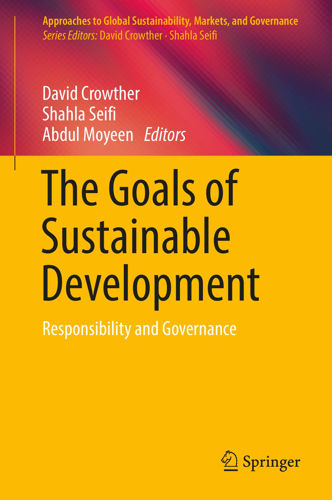 Approaches to Global Sustainability, Markets, and Governance
Series Editors: David Crowther · Shahla Seifi
David Crowther
Shahla Seifi
Abdul Moyeen Editors
The Goals of
Sustainable
Development
Responsibility and Governance
Springer